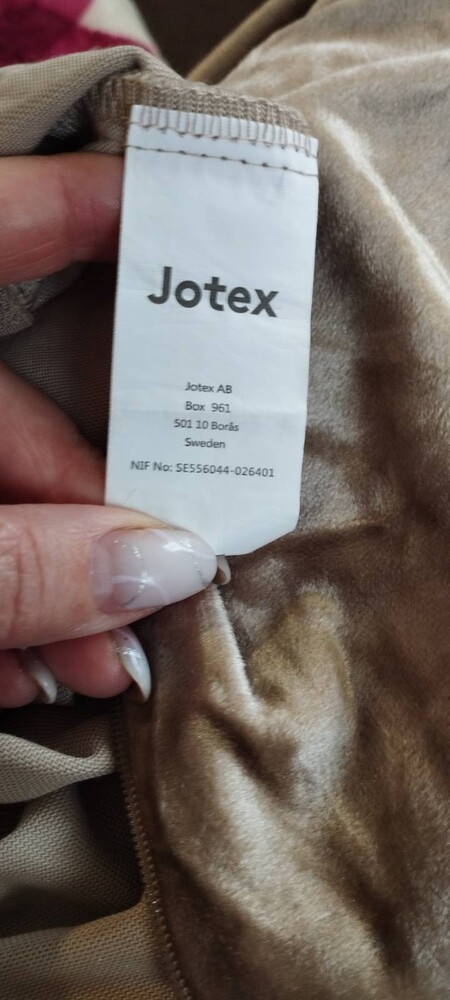 Jotex
Jotex AB
Box 961
501 10 Borås
Sweden
NIF No: SE556044-026401